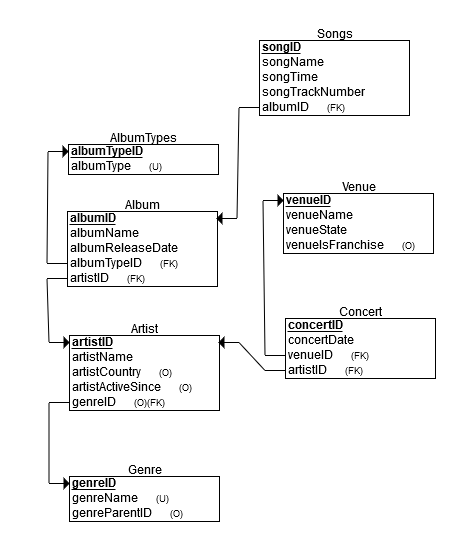 Songs
songID
songName
songTime
songTrackNumber
albumID (FK)
AlbumTypes
albumTypeID
albumType (U)
Album
albumID
albumName
albumReleaseDate
albumTypeID (FK)
artistID (FK)
Venue
venueID
venueName
venueState
venueIsFranchise (O)
Artist
artistID
artistName
artistCountry (O)
artistActiveSince (O)
genreID (O)(FK)
Concert
concertID
concertDate
venueID (FK)
artistID (FK)
Genre
genreID
genreName (U)
genreParentID (O)